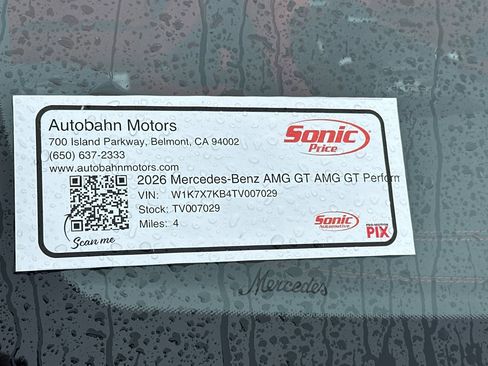 Autobahn Motors
700 Island Parkway, Belmont, CA 94002
(650) 637-2333
www.autobahnmotors.com
Sonic
Price
2026 Mercedes-Benz AMG GT AMG GT Perform
VIN: W1K7X7KB4TV007029
Stock: TV007029
Miles: 4
Scan me
Sonic
Automotive
PIX
Mercedes